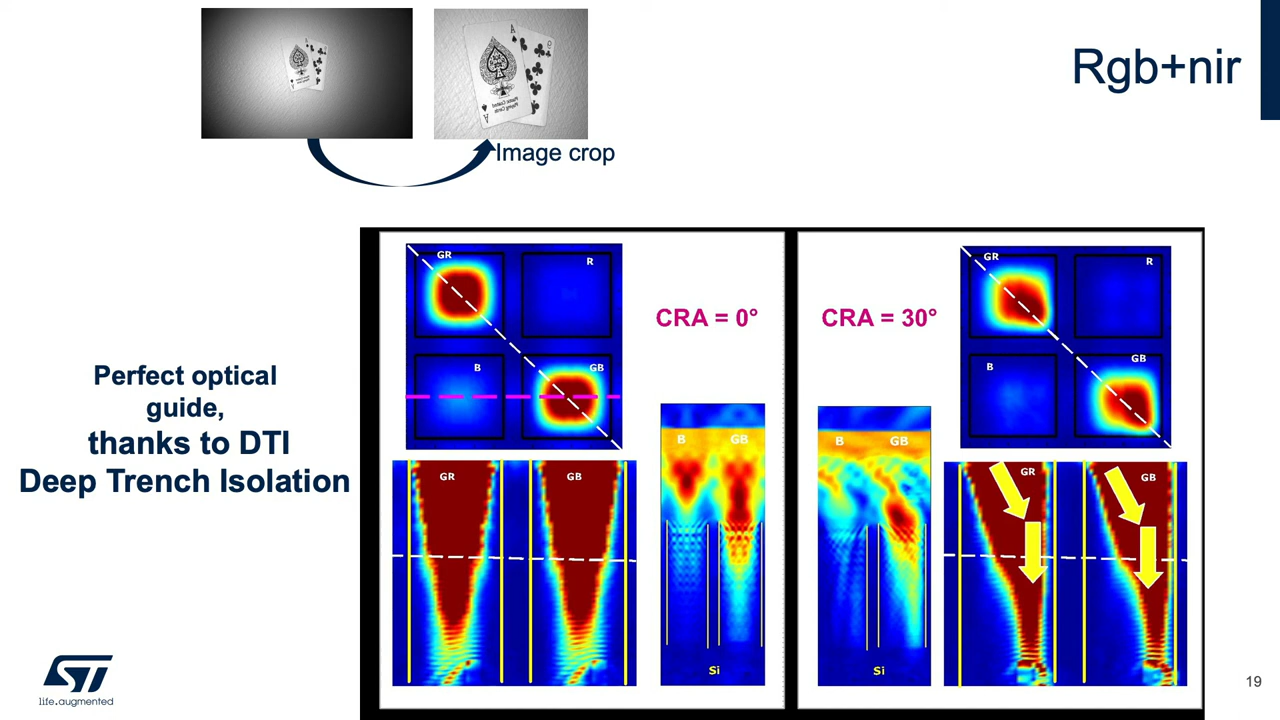 Rgb+nir
Image crop
Perfect optical
guide,
thanks to DTI
Deep Trench Isolation
GR
R
B
GB
GR
GB
CRA = 0°
B
GB
Si
CRA = 30°
B
GB
Si
GR
R
B
GB
GR
GB
ST
life.augmented
19